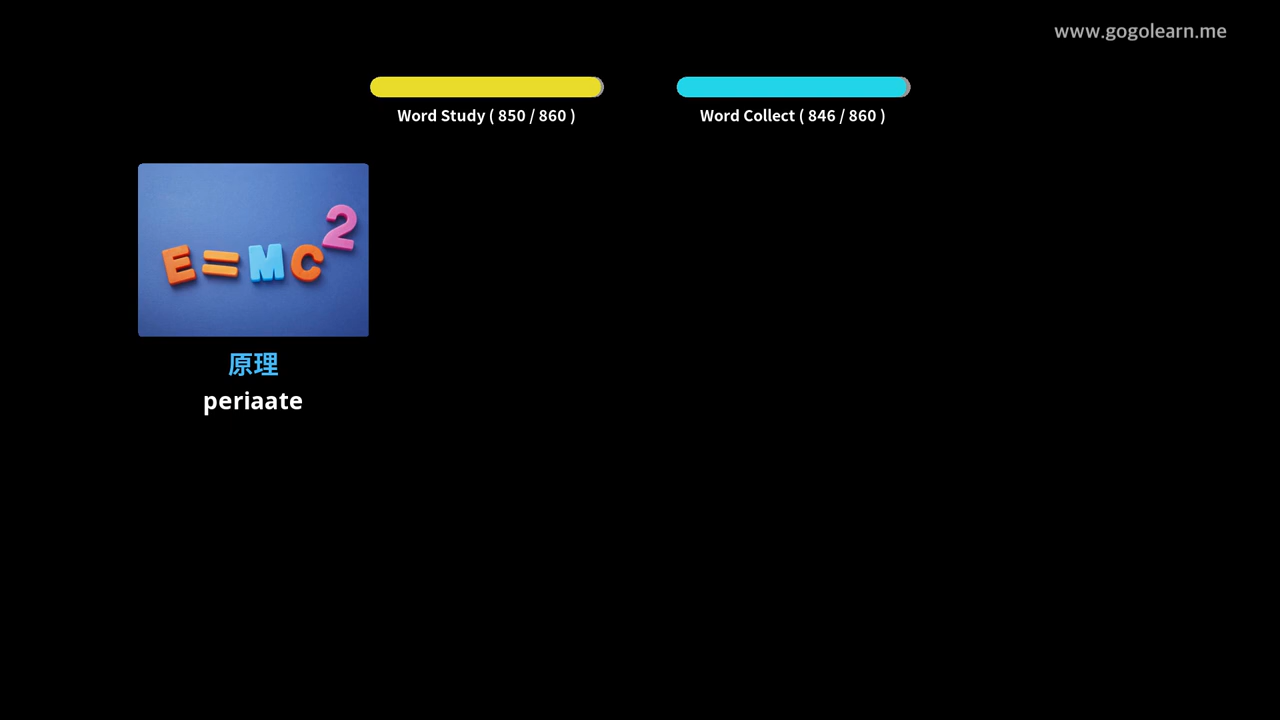 www.gogolearn.me
Word Study ( 850 / 860 )
Word Collect ( 846 / 860 )
E=MC²
原理
periaate